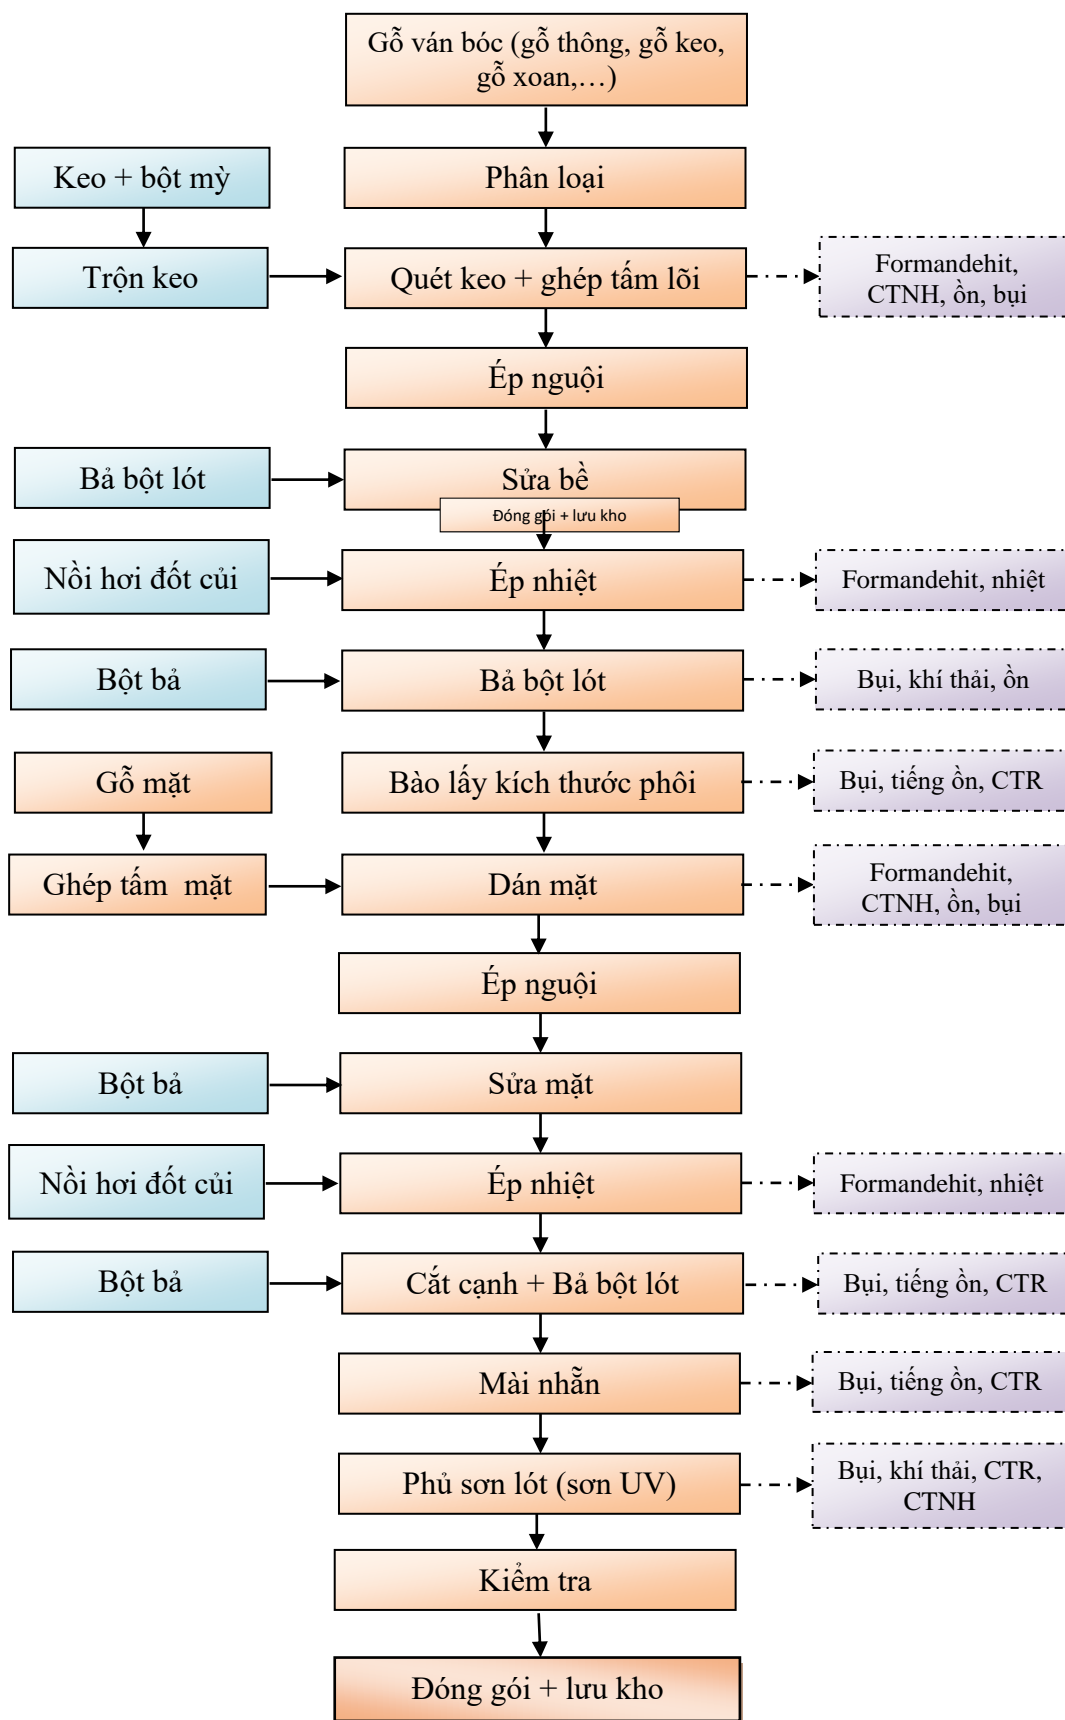 Gỗ ván bóc (gỗ thông, gỗ keo,
gỗ xoan,…)
Keo + bột mỳ
Phân loại
Trộn keo
Quét keo + ghép tấm lõi
Formandehit,
CTNH, ồn, bụi
Ép nguội
Bả bột lót
Sửa bề
Đóng gói + lưu kho
Nồi hơi đốt củi
Ép nhiệt
Formandehit, nhiệt
Bột bả
Bả bột lót
Bụi, khí thải, ồn
Gỗ mặt
Bào lấy kích thước phôi
Bụi, tiếng ồn, CTR
Ghép tấm mặt
Dán mặt
Formandehit,
CTNH, ồn, bụi
Ép nguội
Bột bả
Sửa mặt
Nồi hơi đốt củi
Ép nhiệt
Formandehit, nhiệt
Bột bả
Cắt cạnh + Bả bột lót
Bụi, tiếng ồn, CTR
Mài nhẵn
Bụi, tiếng ồn, CTR
Phủ sơn lót (sơn UV)
Bụi, khí thải, CTR,
CTNH
Kiểm tra
Đóng gói + lưu kho